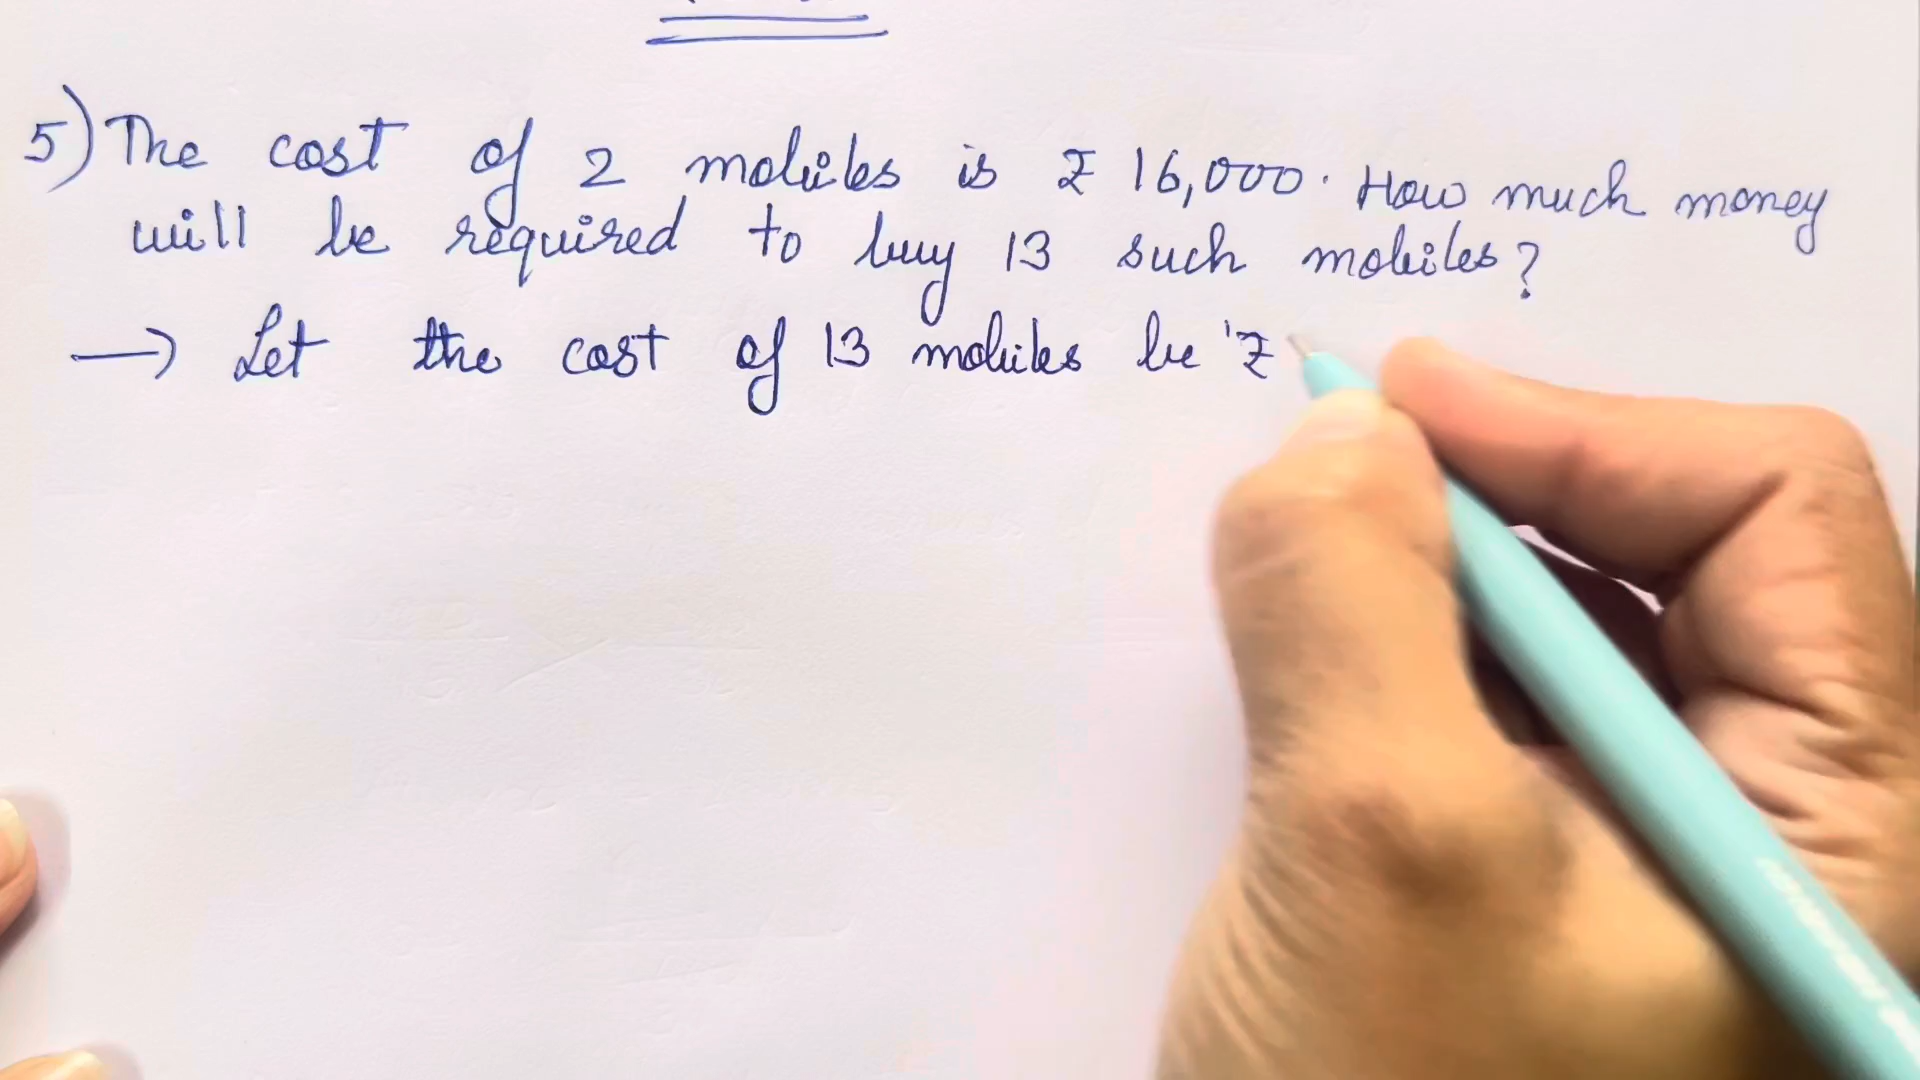 5) The cost of 2 mobiles is ₹ 16,000. How much money
will be required to buy 13 such mobiles?
→ Let the cost of 13 mobiles be '₹